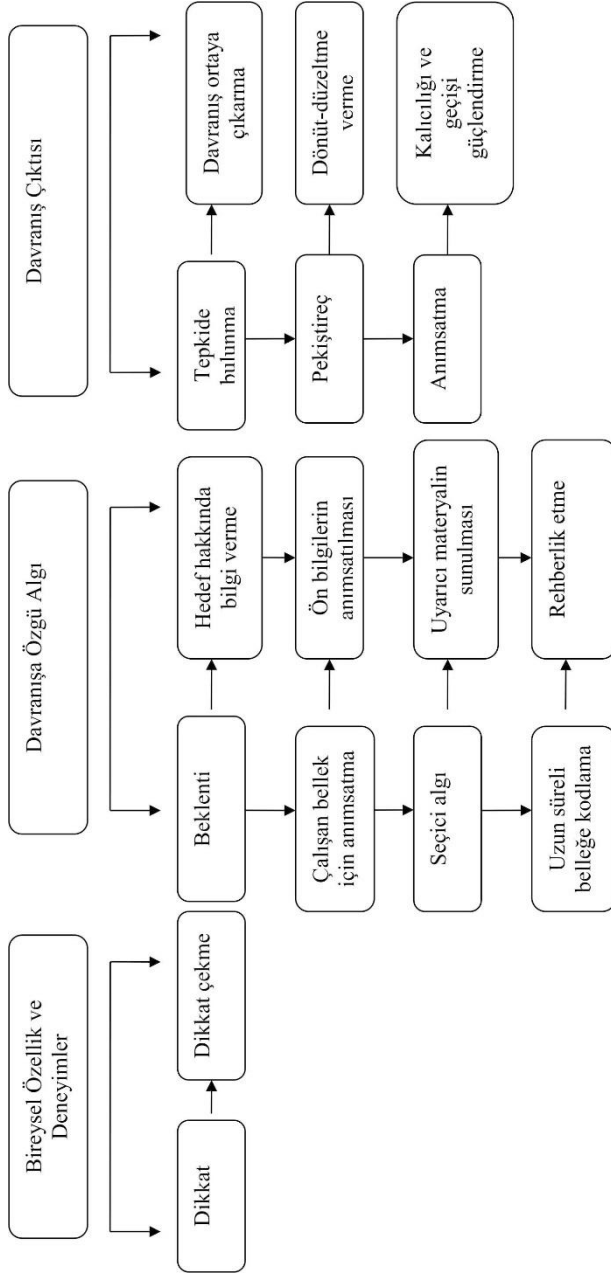 Bireysel Özellik ve
Deneyimler
Dikkat
Dikkat çekme
Davranışa Özgü Algı
Beklenti
Hedef hakkında
bilgi verme
Çalışan bellek
için anımsatma
Ön bilgilerin
anımsatılması
Seçici algı
Uyarıcı materyalin
sunulması
Uzun süreli
belleğe kodlama
Rehberlik etme
Davranış Çıktısı
Tepkide
bulunma
Davranış ortaya
çıkarma
Pekiştireç
Dönüt-düzeltme
verme
Anımsatma
Kalıcılığı ve
geçişi
güçlendirme